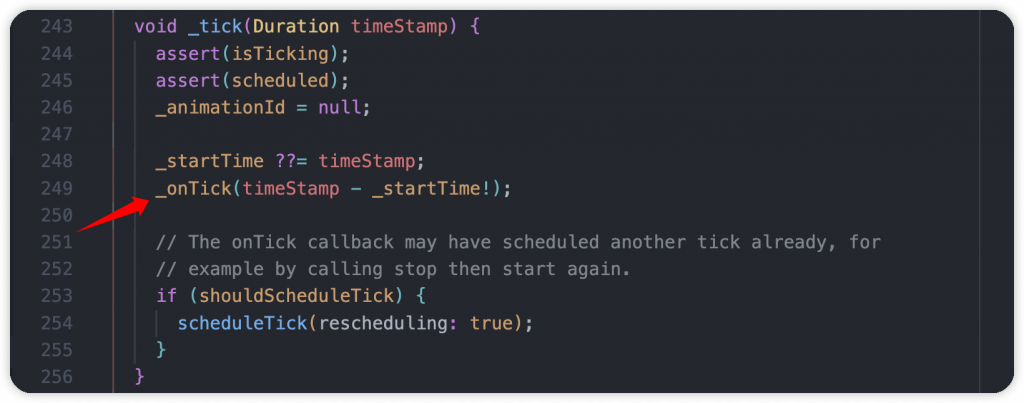 243 void _tick(Duration timeStamp) {
244 assert(isTicking);
245 assert(scheduled);
246 _animationId = null;
247
248 _startTime ??= timeStamp;
249 _onTick(timeStamp - _startTime!);
250
251 // The onTick callback may have scheduled another tick already, for
252 // example by calling stop then start again.
253 if (shouldScheduleTick) {
254 scheduleTick(rescheduling: true);
255 }
256 }